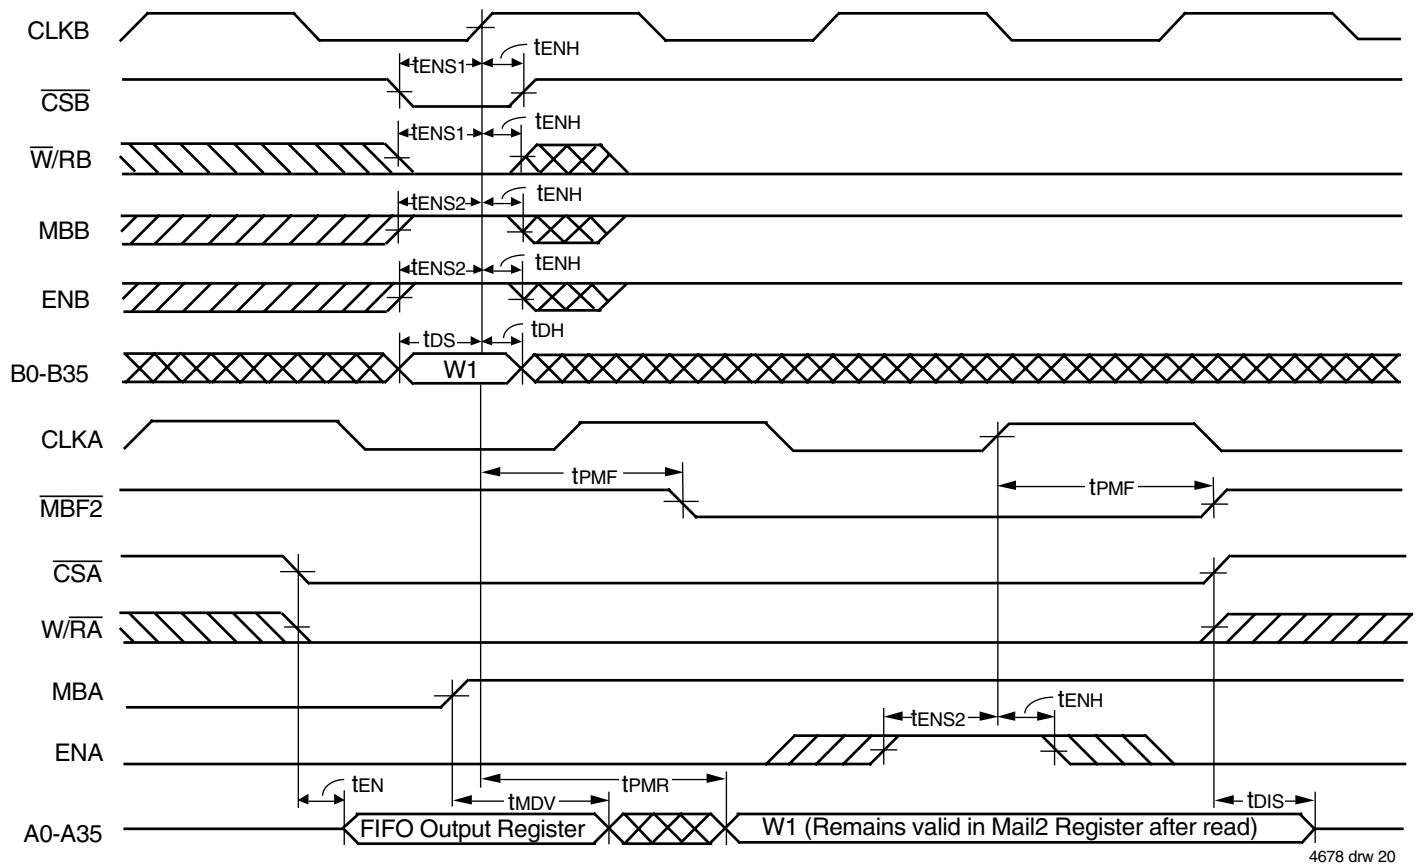 CLKB
tENH
tENS1
CSB
tENS1
tENH
W/RB
tENS2
tENH
MBB
tENS2
tENH
ENB
tDS
tDH
B0-B35
W1
CLKA
tPMF
tPMF
MBF2
CSA
W/RA
MBA
tENS2
tENH
ENA
tEN
tPMR
tMDV
tDIS
A0-A35
FIFO Output Register
W1 (Remains valid in Mail2 Register after read)
4678 drw 20